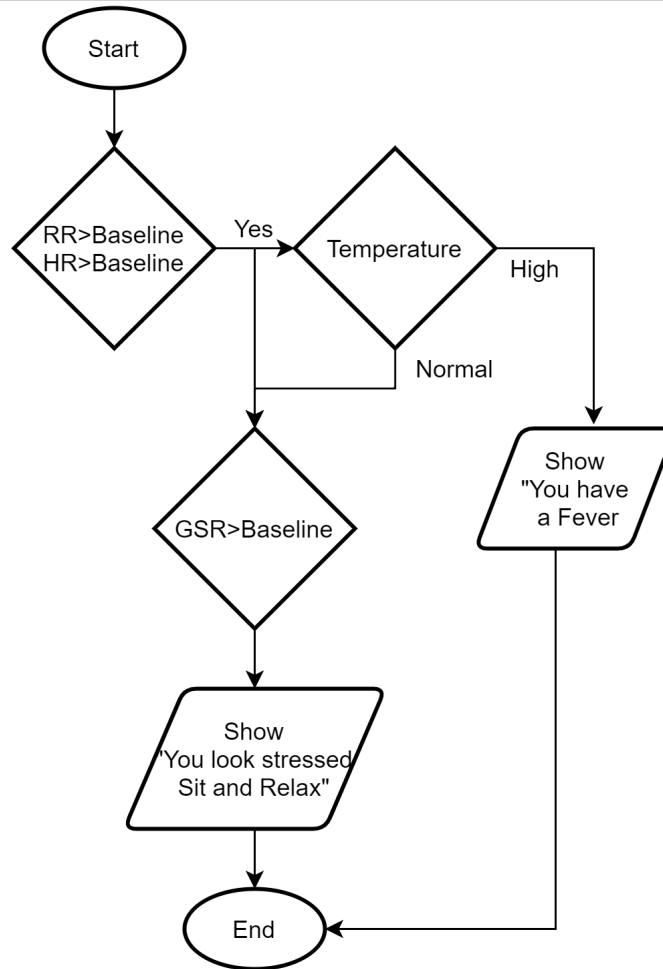 Start
RR>Baseline
HR>Baseline
Yes
Temperature
High
Normal
GSR>Baseline
Show
"You have
a Fever
Show
"You look stressed
Sit and Relax"
End